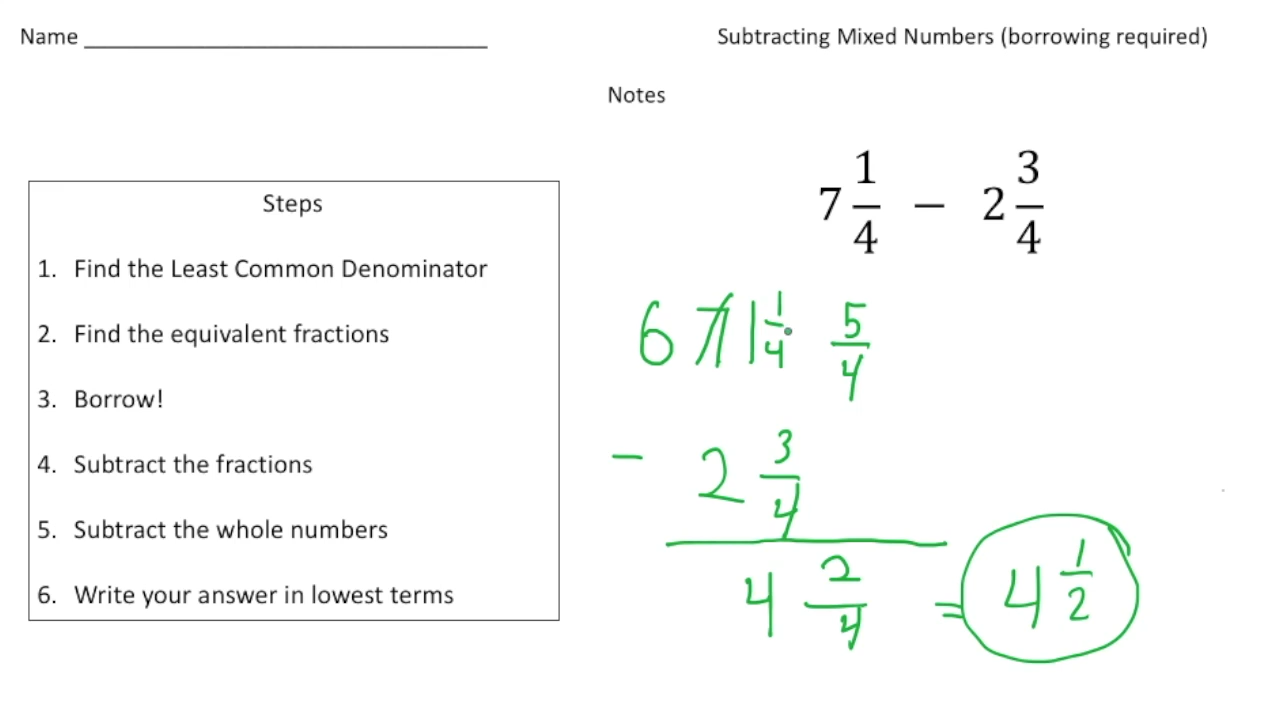 Name ____________________ Subtracting Mixed Numbers (borrowing required)
Notes
Steps
1. Find the Least Common Denominator
2. Find the equivalent fractions
3. Borrow!
4. Subtract the fractions
5. Subtract the whole numbers
6. Write your answer in lowest terms
7 1/4 − 2 3/4
6 7 1 1/4 5/4
− 2 3/4
4 2/4 = 4 1/2